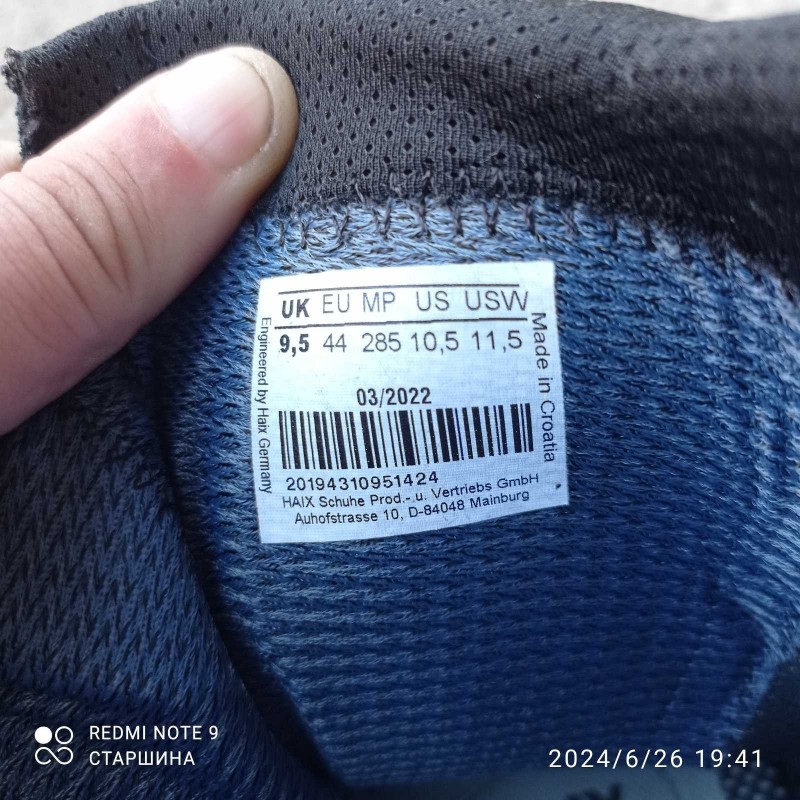 UK EU MP US USW
9,5 44 285 10,5 11,5
03/2022
20194310951424
HAIX Schuhe Prod.- u. Vertriebs GmbH
Auhofstrasse 10, D-84048 Mainburg
Engineered by Haix Germany
Made in Croatia
REDMI NOTE 9
СТАРШИНА
2024/6/26 19:41